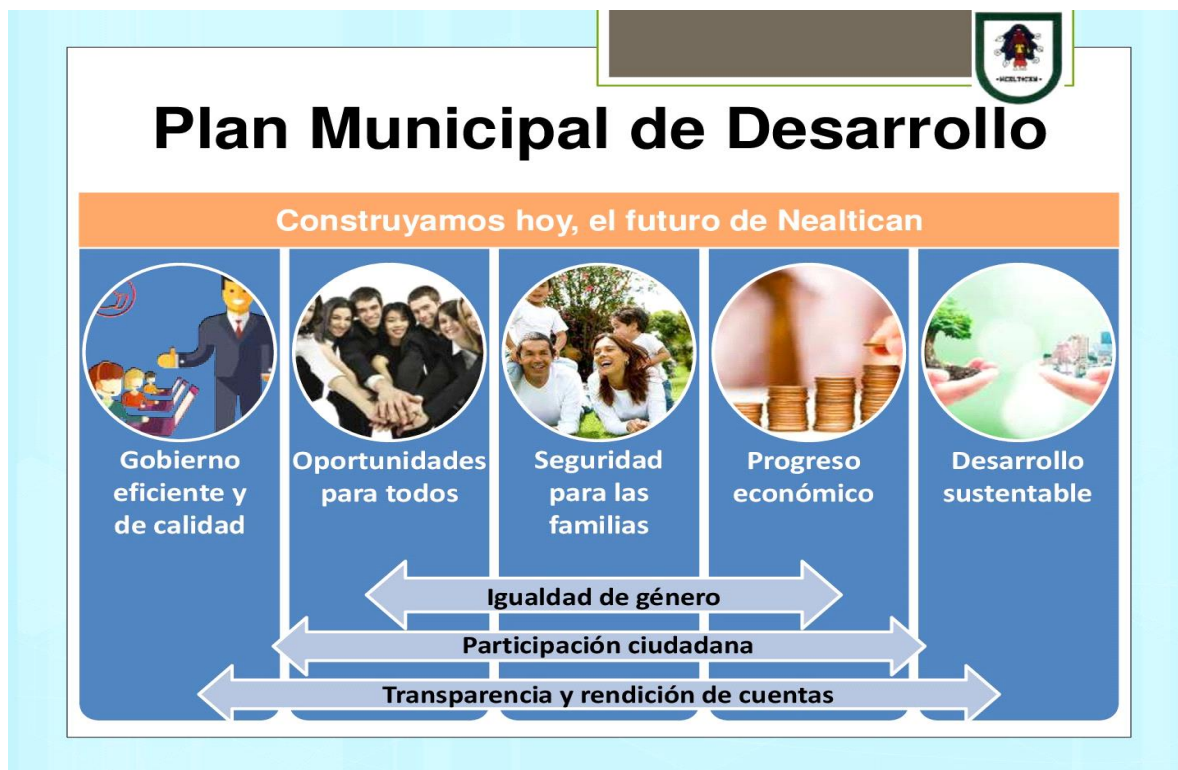 NEALTICAN
Plan Municipal de Desarrollo
Construyamos hoy, el futuro de Nealtican
Gobierno
eficiente y
de calidad
Oportunidades
para todos
Seguridad
para las
familias
Progreso
económico
Desarrollo
sustentable
Igualdad de género
Participación ciudadana
Transparencia y rendición de cuentas